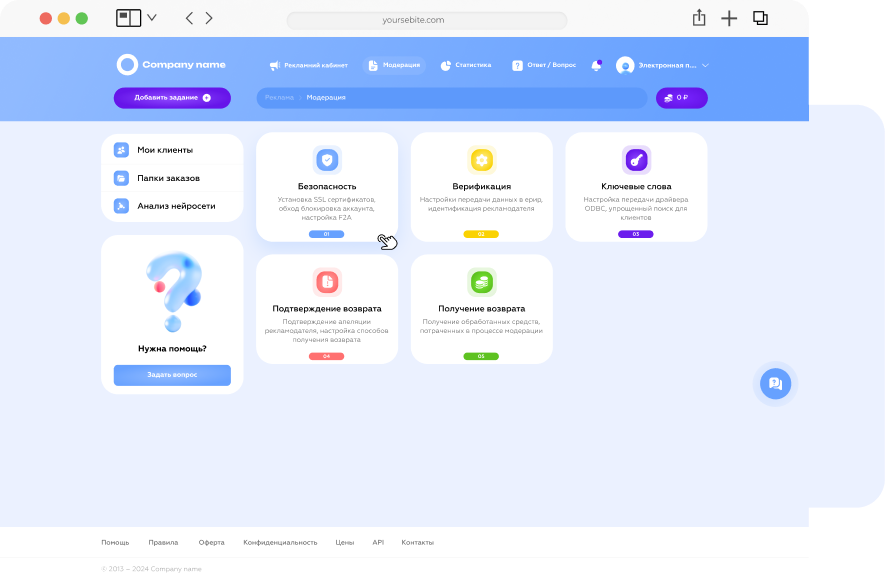 yoursebite.com
Company name
Рекланний кабинет
Модерация
Статистика
Ответ / Вопрос
Электронная п...
Добавить задание
Реклама
Модерация
0 ₽
Мои клиенты
Папки заказов
Анализ нейросети
Нужна помощь?
Задать вопрос
Безопасность
Установка SSL сертификатов,
обход блокировка аккаунта,
настройка F2A
01
Верификация
Настройки передачи данных в ерид,
идентификация рекламодателя
02
Ключевые слова
Настройка передачи драйвера
ODBC, упрощенный поиск для
клиентов
03
Подтверждение возврата
Подтверждение апеляции
рекламодателя, настройка способов
получения возврата
04
Получение возврата
Получение обработанных средств,
потраченных в процессе модерации
05
Помощь
Правила
Оферта
Конфиденциальность
Цены
API
Контакты
© 2013 – 2024 Company name